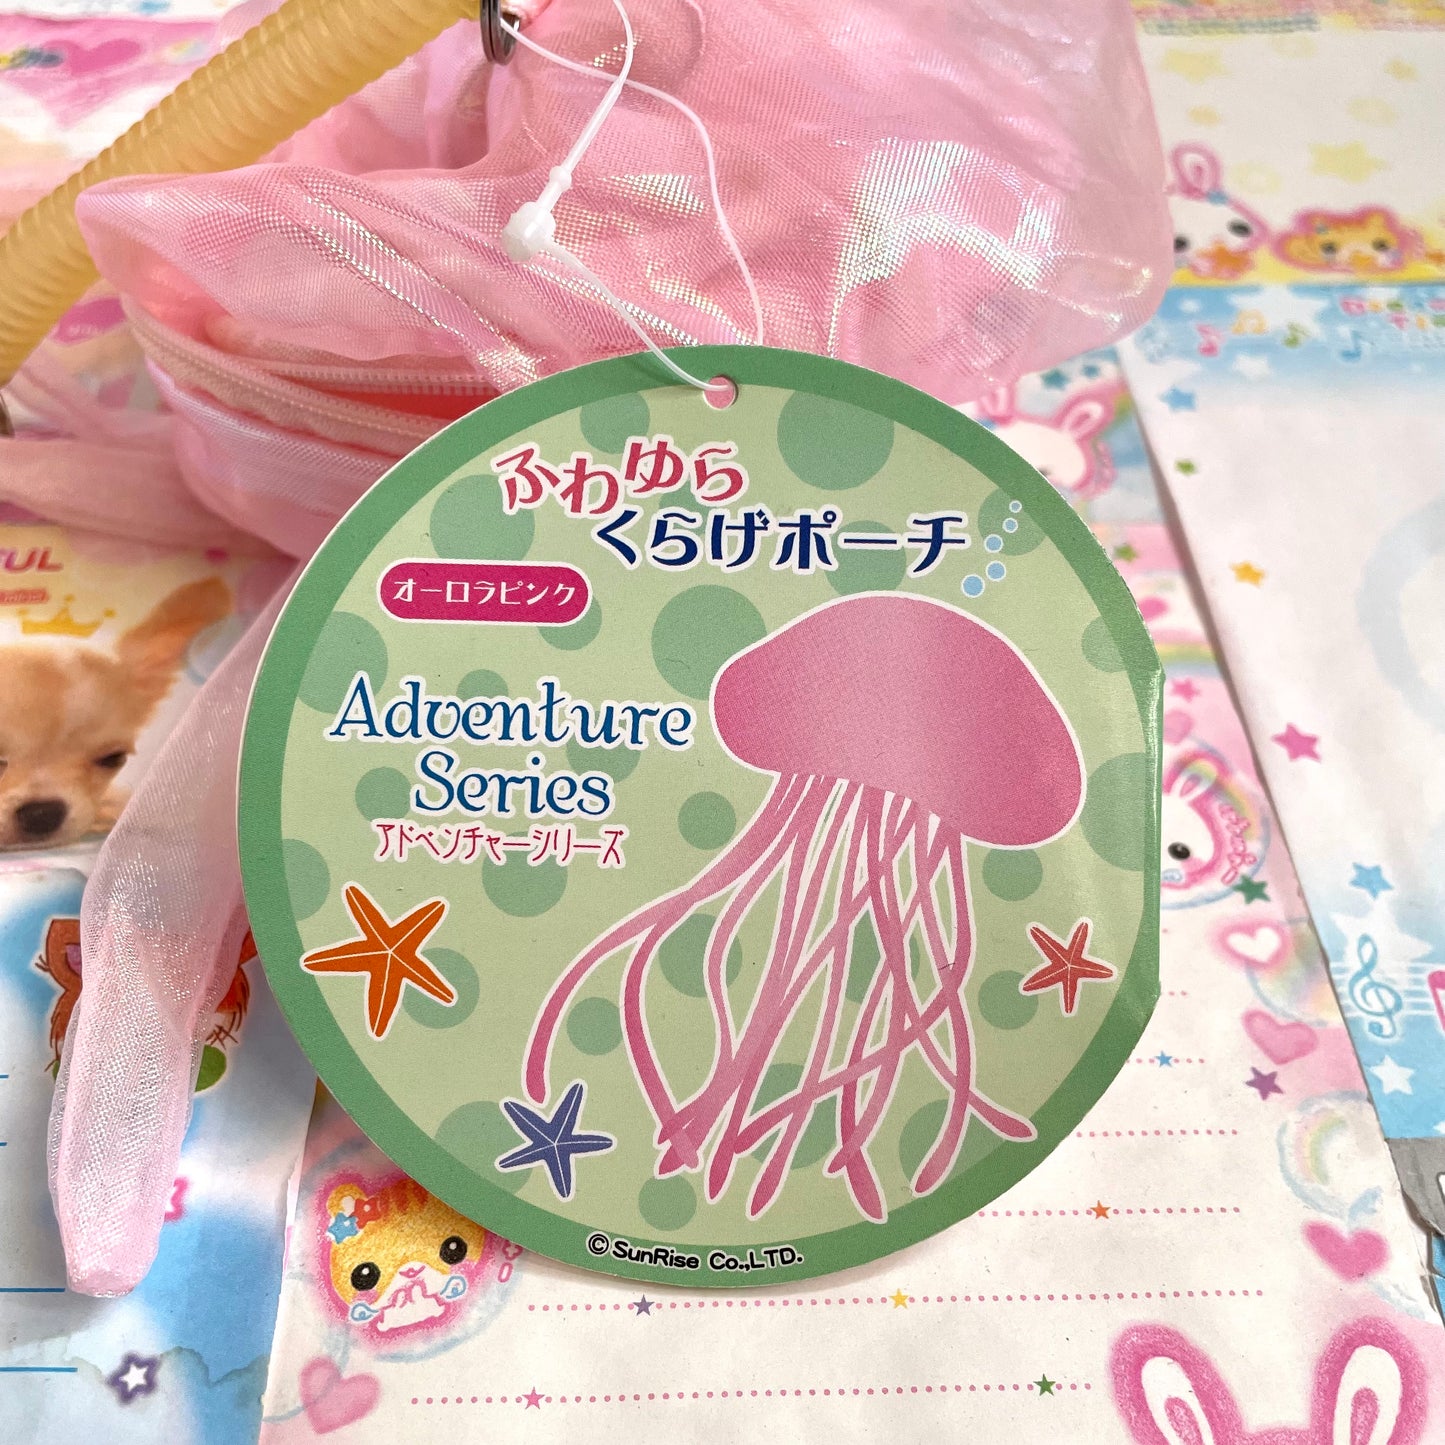 ふわゆら
くらげポーチ
オーロラピンク
Adventure
Series
アドベンチャーシリーズ
© SunRise Co.,LTD.